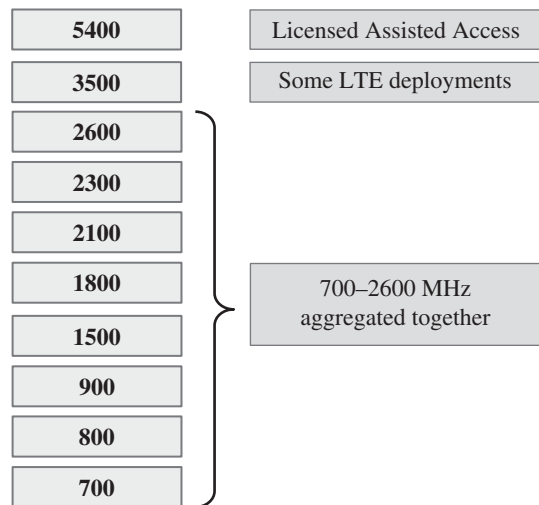 5400 Licensed Assisted Access
3500 Some LTE deployments
2600
2300
2100
1800
1500
900
800
700
700–2600 MHz
aggregated together